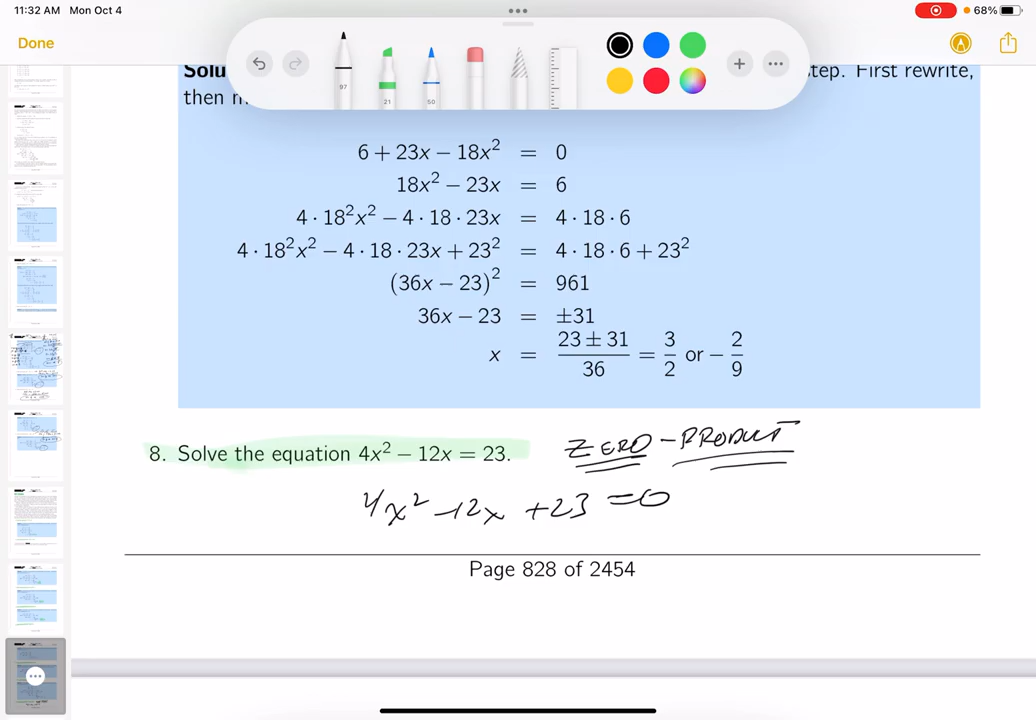 11:32 AM Mon Oct 4
68%
Done
97
21
50
Solu
step. First rewrite,
then m
6 + 23x − 18x² = 0
18x² − 23x = 6
4 · 18²x² − 4 · 18 · 23x = 4 · 18 · 6
4 · 18²x² − 4 · 18 · 23x + 23² = 4 · 18 · 6 + 23²
(36x − 23)² = 961
36x − 23 = ±31
x = (23 ± 31)/36 = 3/2 or − 2/9
8. Solve the equation 4x² − 12x = 23.
ZERO-PRODUCT
4x² -12x +23 =0
Page 828 of 2454